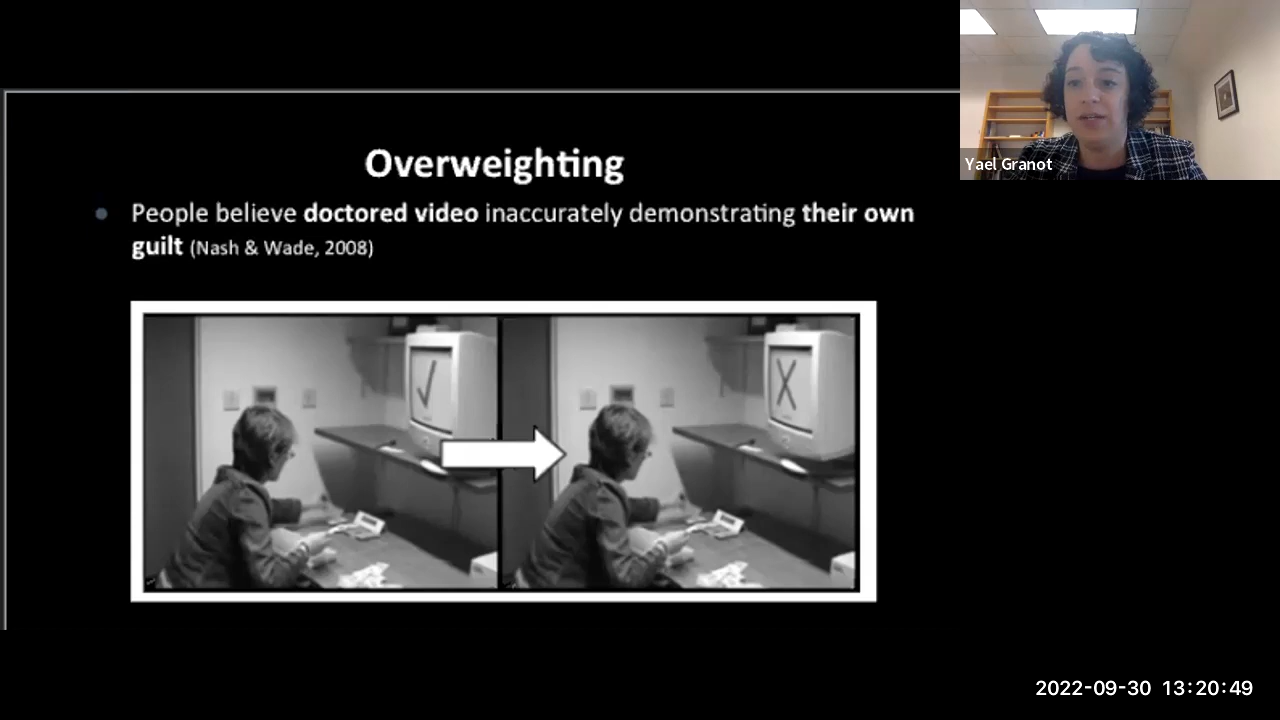 Yael Granot
Overweighting
People believe doctored video inaccurately demonstrating their own
guilt (Nash & Wade, 2008)
2022-09-30 13:20:49